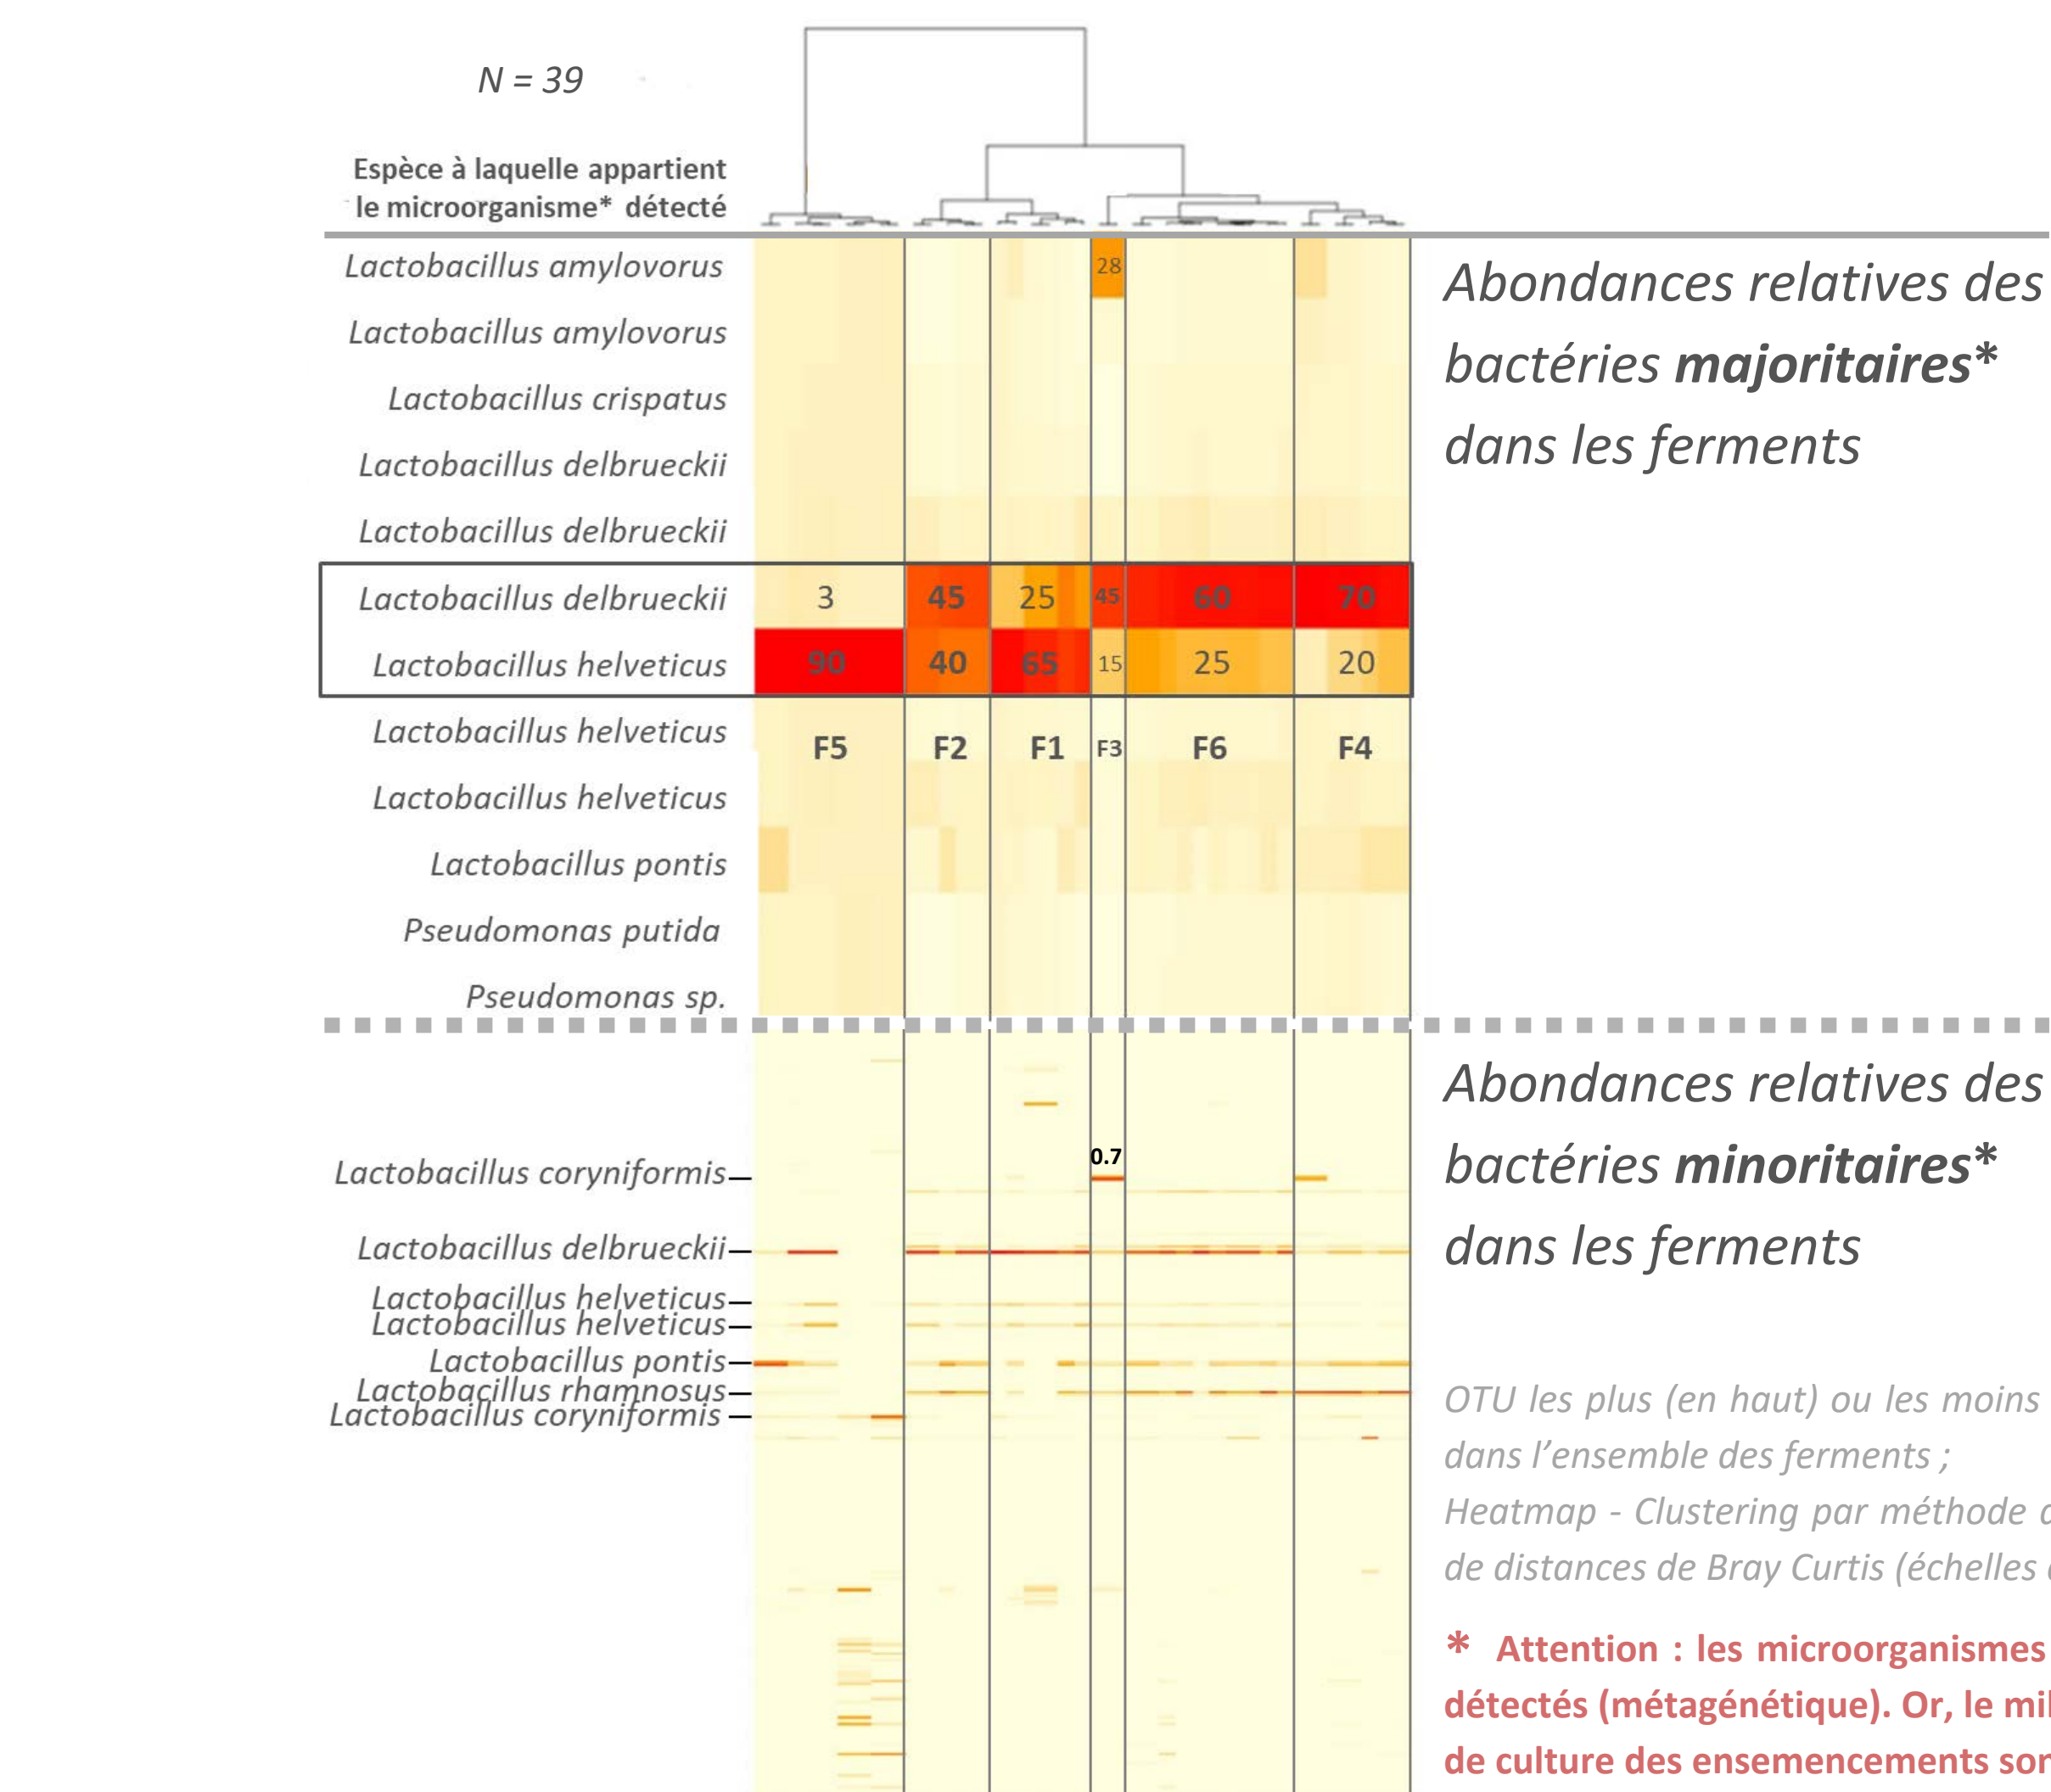 N = 39
Espèce à laquelle appartient
le microorganisme* détecté
Lactobacillus amylovorus
28
Lactobacillus amylovorus
Lactobacillus crispatus
Lactobacillus delbrueckii
Lactobacillus delbrueckii
Lactobacillus delbrueckii 3 45 25 45 60 70
Lactobacillus helveticus 90 40 65 15 25 20
Lactobacillus helveticus
F5 F2 F1 F3 F6 F4
Lactobacillus helveticus
Lactobacillus pontis
Pseudomonas putida
Pseudomonas sp.
Abondances relatives des
bactéries majoritaires*
dans les ferments
0.7
Lactobacillus coryniformis
Lactobacillus delbrueckii
Lactobacillus helveticus
Lactobacillus helveticus
Lactobacillus pontis
Lactobacillus rhamnosus
Lactobacillus coryniformis
Abondances relatives des
bactéries minoritaires*
dans les ferments
OTU les plus (en haut) ou les moins
dans l'ensemble des ferments ;
Heatmap - Clustering par méthode
de distances de Bray Curtis (échelles
* Attention : les microorganismes
détectés (métagénétique). Or, le
de culture des ensemencements